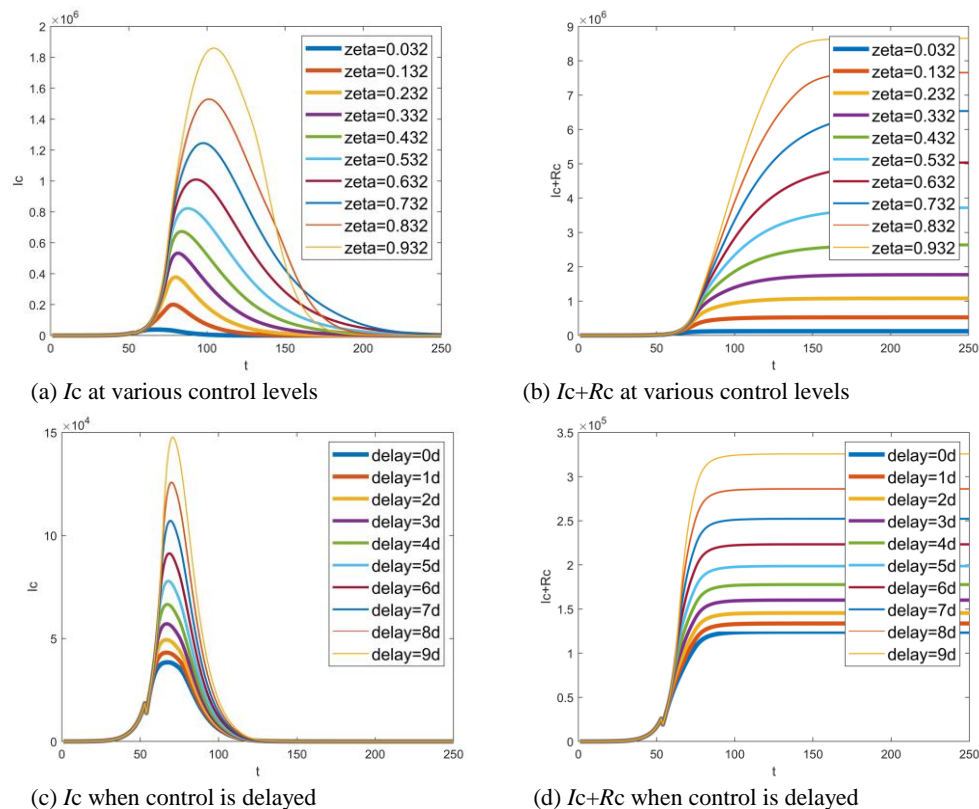 ×10⁶
2
1.8
1.6
1.4
1.2
1
0.8
0.6
0.4
0.2
0
Ic
0 50 100 150 200 250
t
zeta=0.032
zeta=0.132
zeta=0.232
zeta=0.332
zeta=0.432
zeta=0.532
zeta=0.632
zeta=0.732
zeta=0.832
zeta=0.932
(a) Ic at various control levels
×10⁶
9
8
7
6
5
4
3
2
1
0
Ic+Rc
0 50 100 150 200 250
t
zeta=0.032
zeta=0.132
zeta=0.232
zeta=0.332
zeta=0.432
zeta=0.532
zeta=0.632
zeta=0.732
zeta=0.832
zeta=0.932
(b) Ic+Rc at various control levels
×10⁴
15
10
5
0
Ic
0 50 100 150 200 250
t
delay=0d
delay=1d
delay=2d
delay=3d
delay=4d
delay=5d
delay=6d
delay=7d
delay=8d
delay=9d
(c) Ic when control is delayed
×10⁵
3.5
3
2.5
2
1.5
1
0.5
0
Ic+Rc
0 50 100 150 200 250
t
delay=0d
delay=1d
delay=2d
delay=3d
delay=4d
delay=5d
delay=6d
delay=7d
delay=8d
delay=9d
(d) Ic+Rc when control is delayed